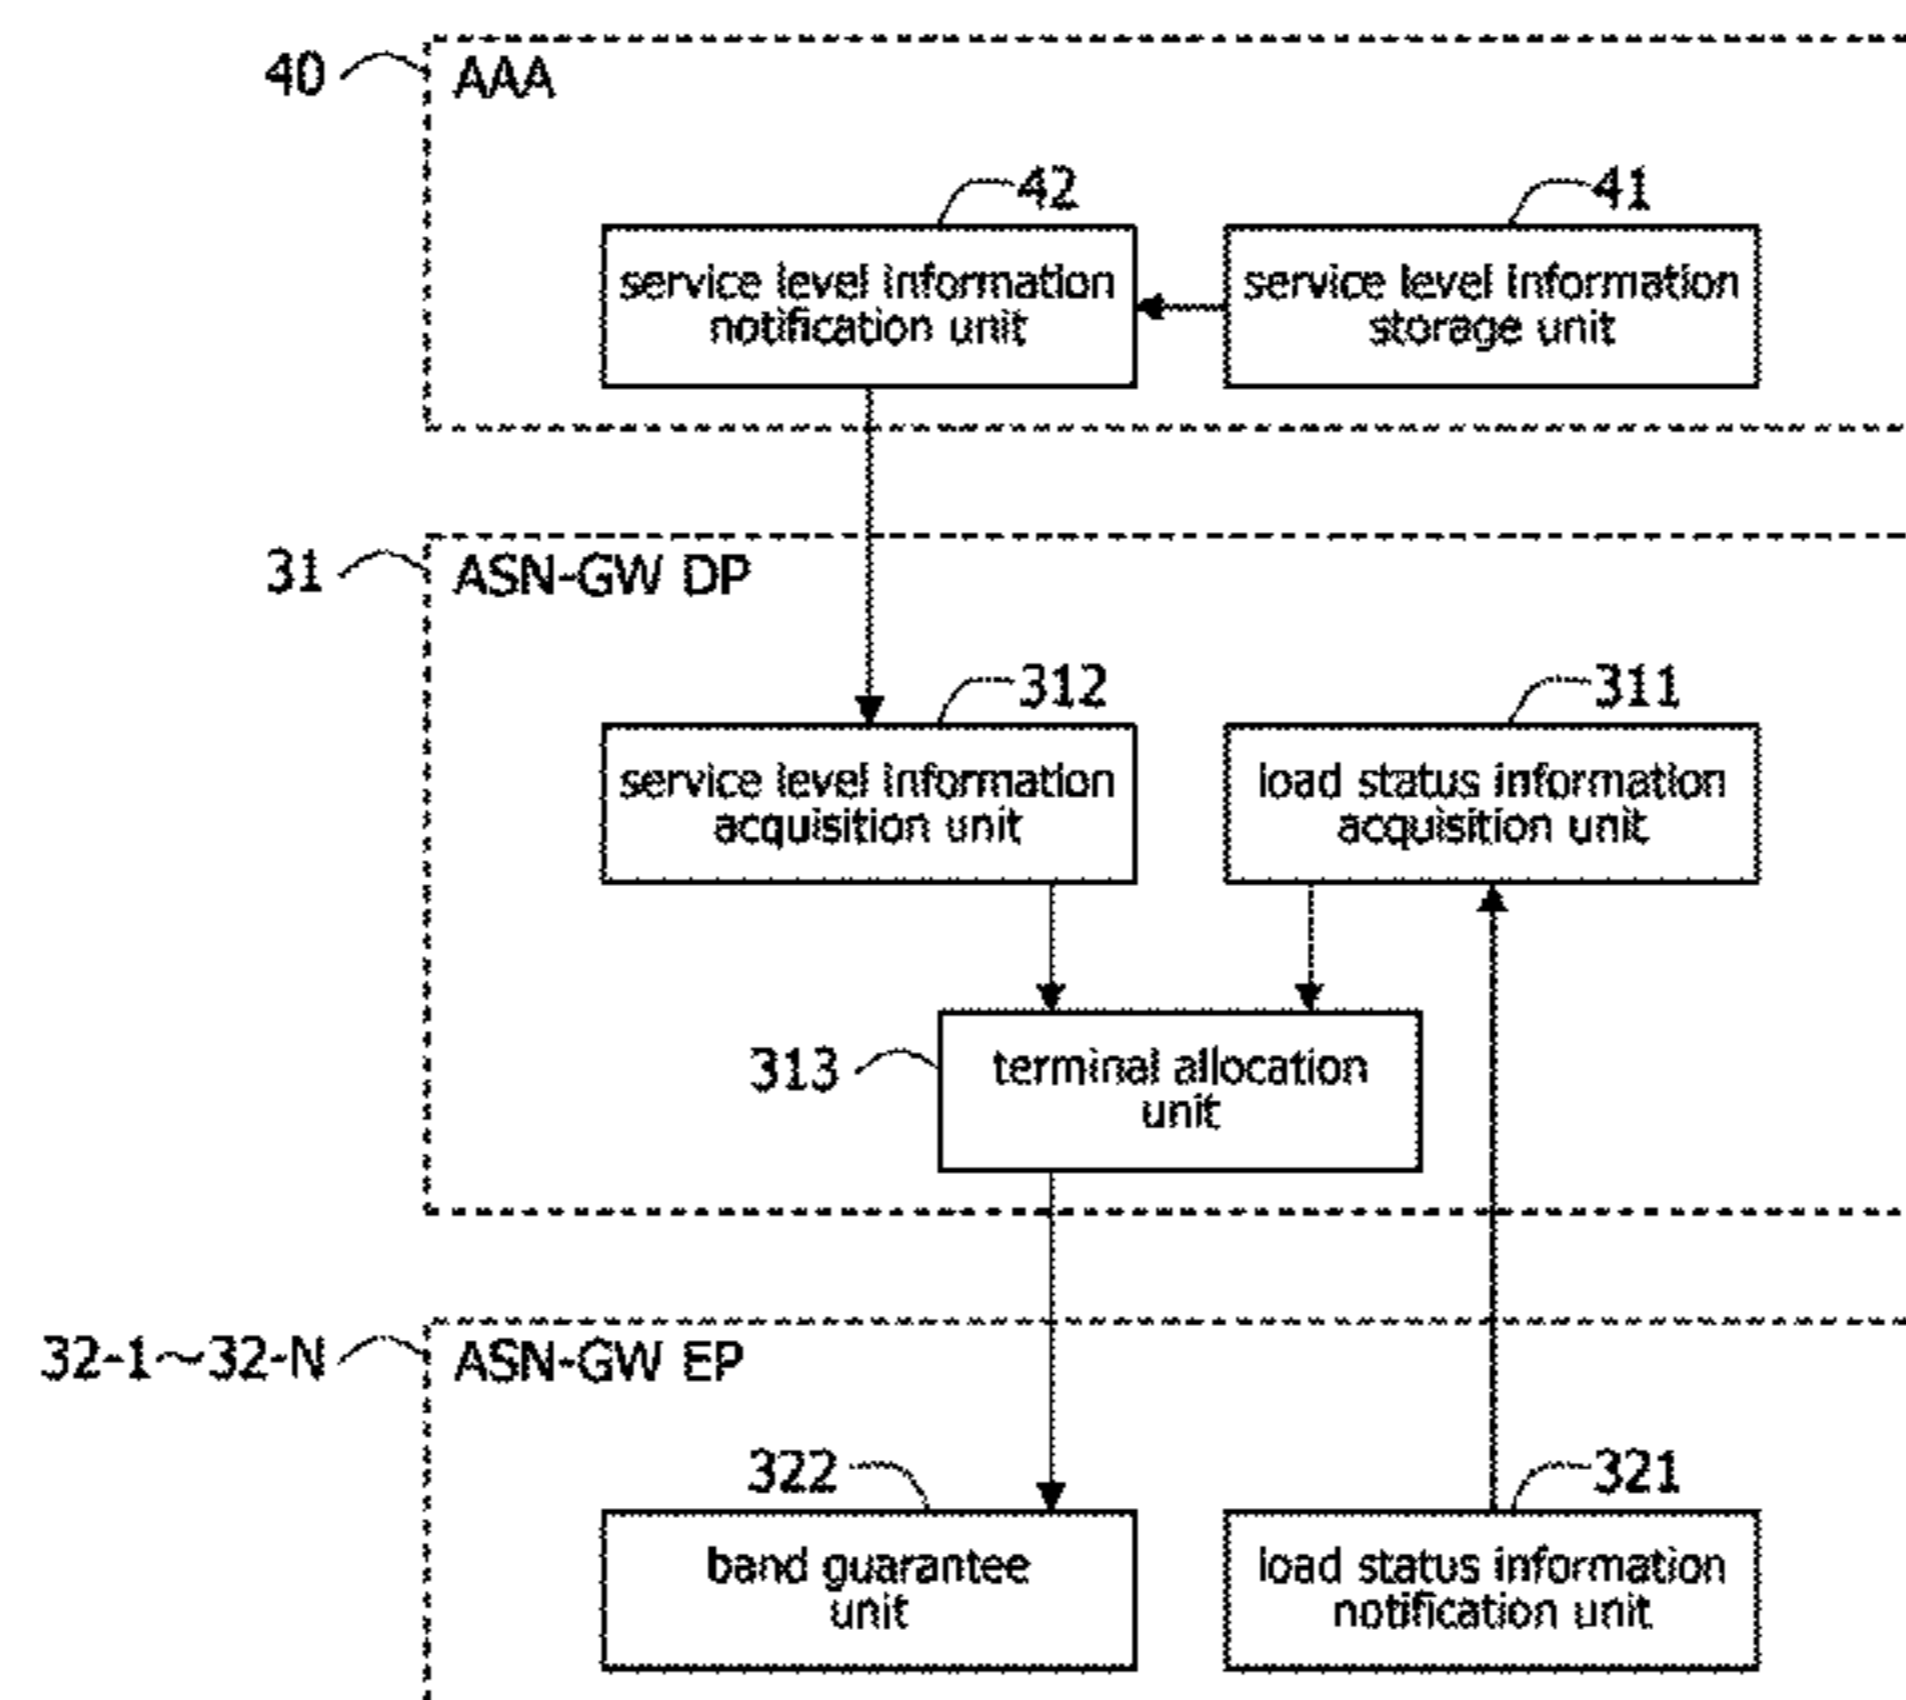 40
AAA
42
41
service level information
notification unit
service level information
storage unit
31
ASN-GW DP
312
311
service level information
acquisition unit
load status information
acquisition unit
313
terminal allocation
unit
32-1~32-N
ASN-GW EP
322
321
band guarantee
unit
load status information
notification unit